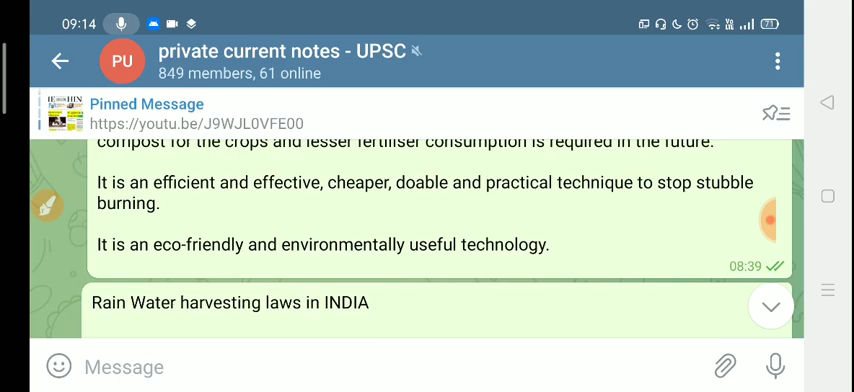 09:14
71
PU
private current notes - UPSC
849 members, 61 online
Pinned Message
https://youtu.be/J9WJL0VFE00
compost for the crops and lesser fertiliser consumption is required in the future.
It is an efficient and effective, cheaper, doable and practical technique to stop stubble
burning.
It is an eco-friendly and environmentally useful technology.
08:39
Rain Water harvesting laws in INDIA
Message